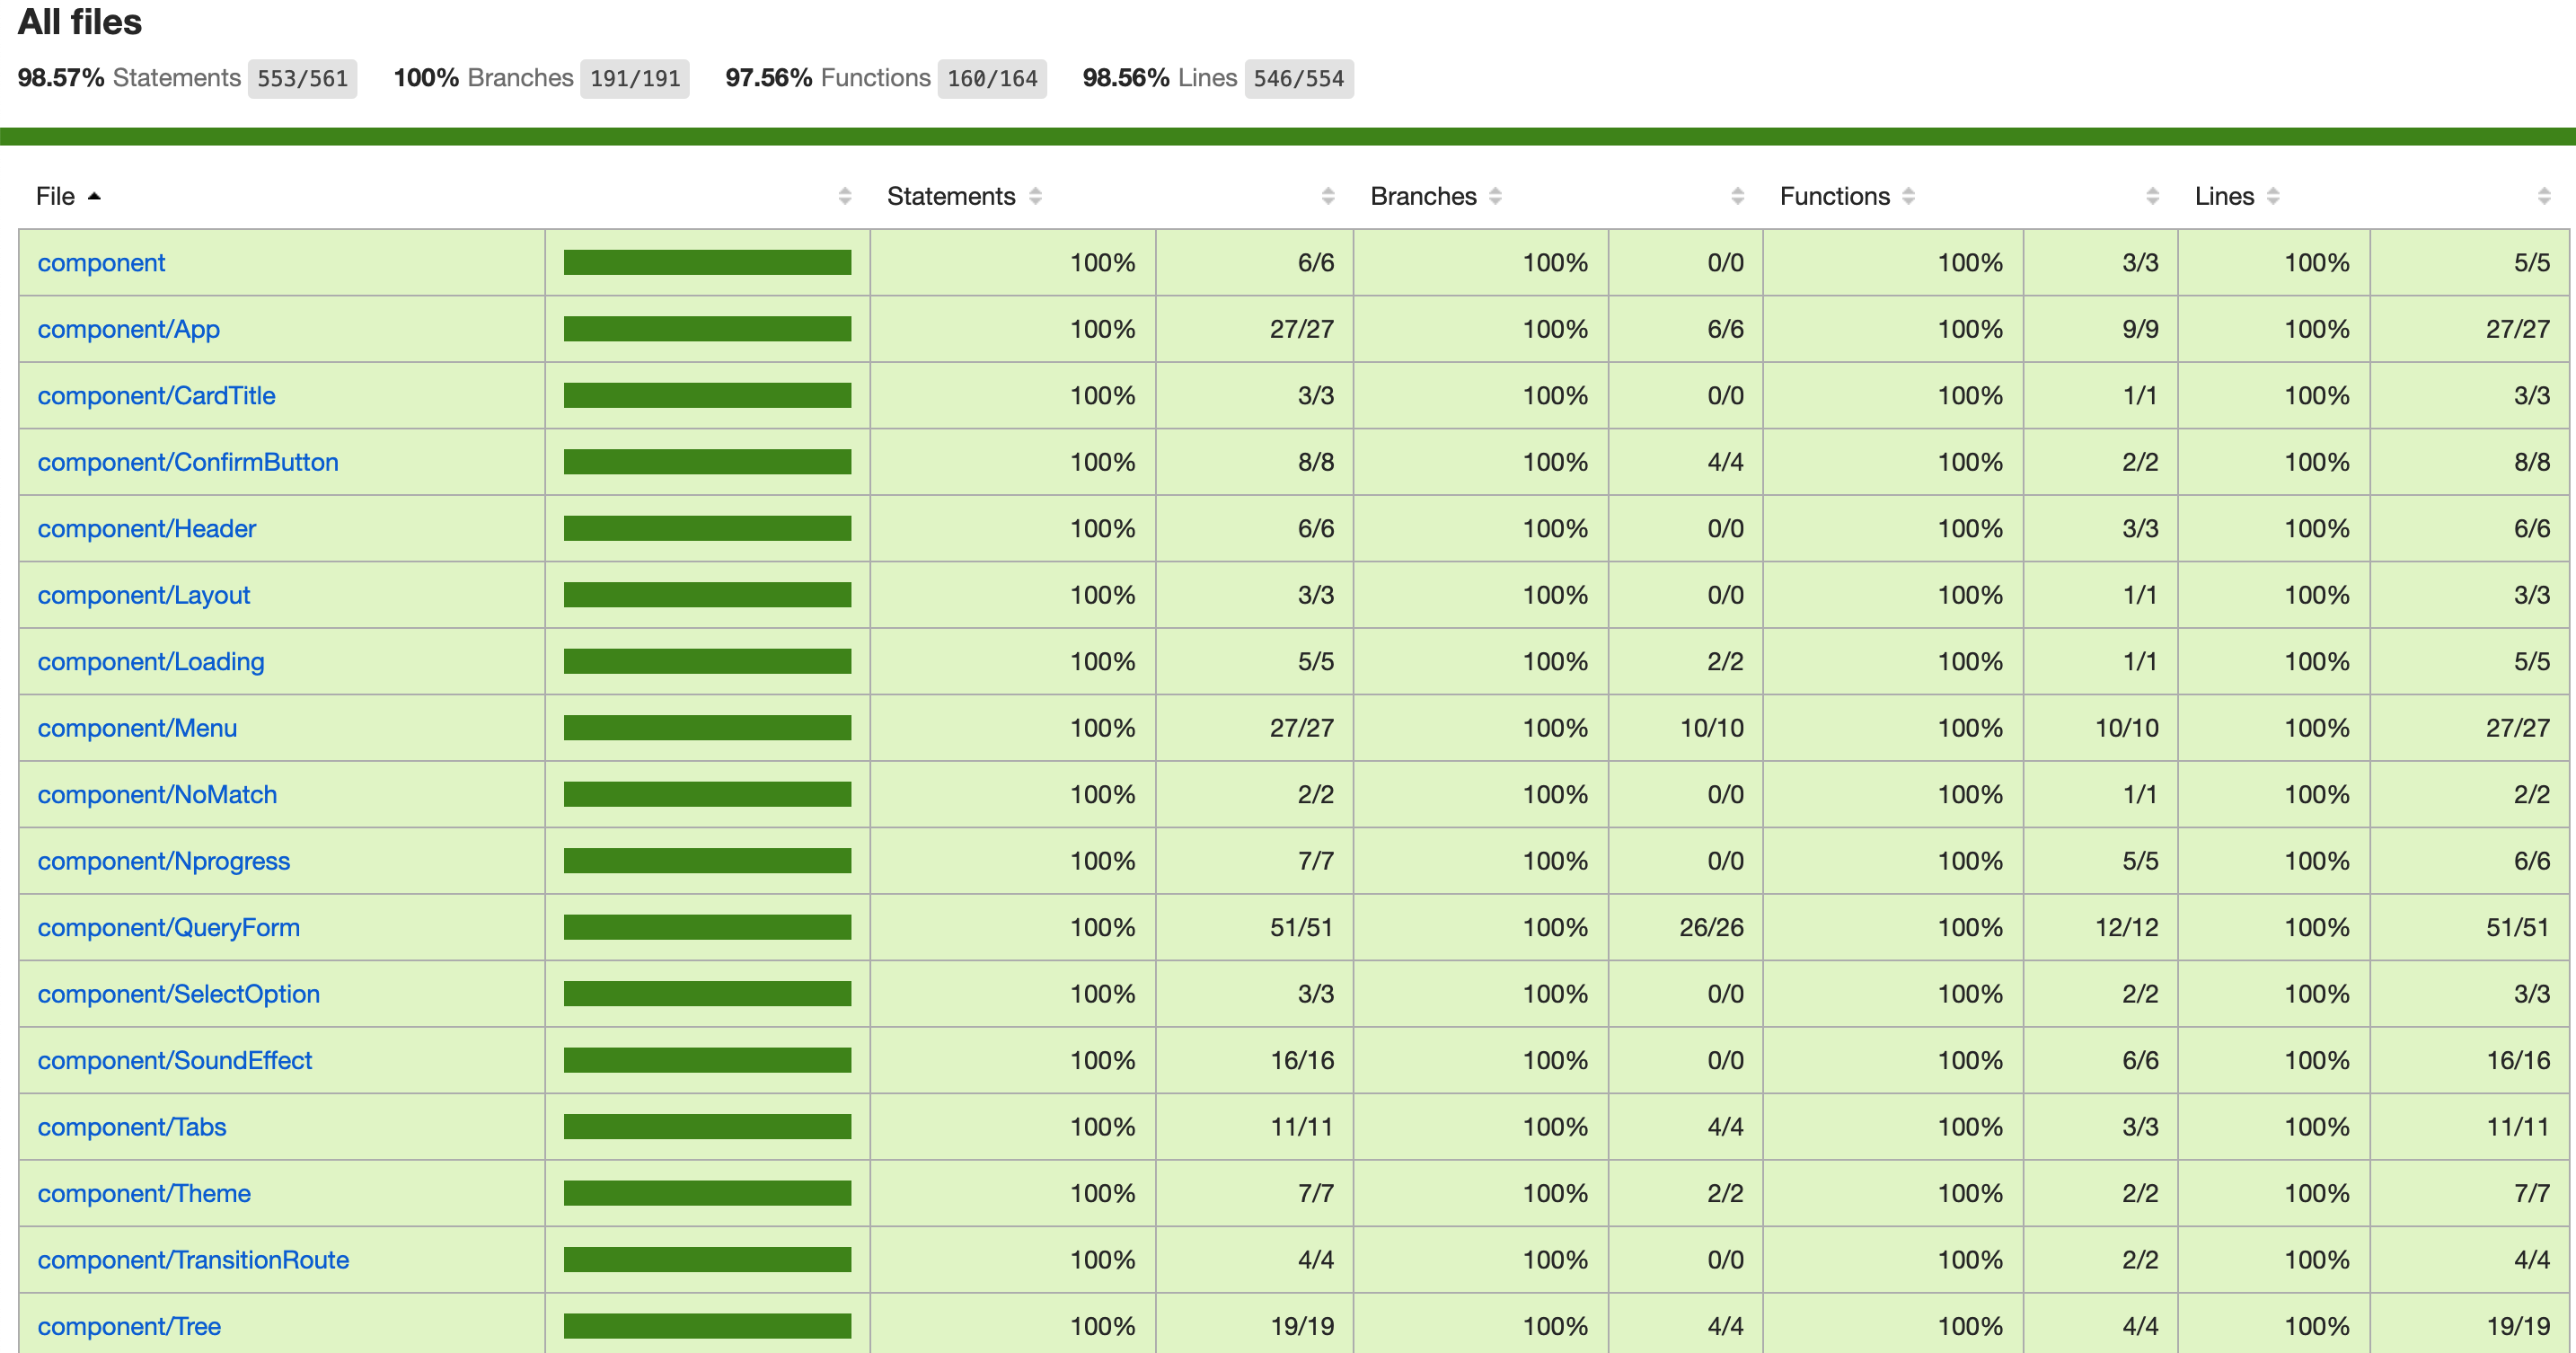 All files
98.57% Statements 553/561 100% Branches 191/191 97.56% Functions 160/164 98.56% Lines 546/554
File Statements Branches Functions Lines
component 100% 6/6 100% 0/0 100% 3/3 100% 5/5
component/App 100% 27/27 100% 6/6 100% 9/9 100% 27/27
component/CardTitle 100% 3/3 100% 0/0 100% 1/1 100% 3/3
component/ConfirmButton 100% 8/8 100% 4/4 100% 2/2 100% 8/8
component/Header 100% 6/6 100% 0/0 100% 3/3 100% 6/6
component/Layout 100% 3/3 100% 0/0 100% 1/1 100% 3/3
component/Loading 100% 5/5 100% 2/2 100% 1/1 100% 5/5
component/Menu 100% 27/27 100% 10/10 100% 10/10 100% 27/27
component/NoMatch 100% 2/2 100% 0/0 100% 1/1 100% 2/2
component/Nprogress 100% 7/7 100% 0/0 100% 5/5 100% 6/6
component/QueryForm 100% 51/51 100% 26/26 100% 12/12 100% 51/51
component/SelectOption 100% 3/3 100% 0/0 100% 2/2 100% 3/3
component/SoundEffect 100% 16/16 100% 0/0 100% 6/6 100% 16/16
component/Tabs 100% 11/11 100% 4/4 100% 3/3 100% 11/11
component/Theme 100% 7/7 100% 2/2 100% 2/2 100% 7/7
component/TransitionRoute 100% 4/4 100% 0/0 100% 2/2 100% 4/4
component/Tree 100% 19/19 100% 4/4 100% 4/4 100% 19/19